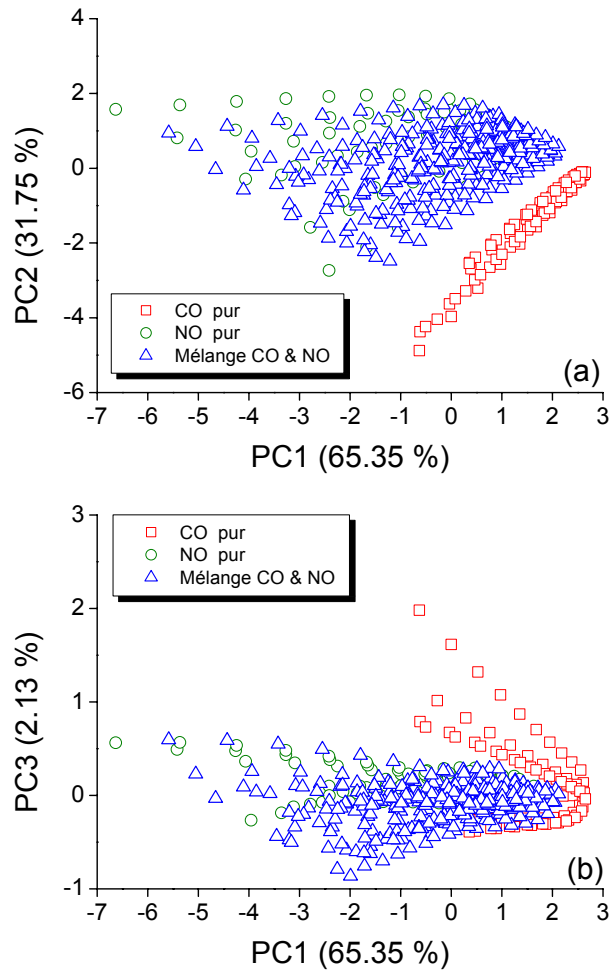 4
2
0
-2
-4
-6
PC2 (31.75 %)
CO pur
NO pur
Mélange CO & NO
(a)
-7 -6 -5 -4 -3 -2 -1 0 1 2 3
PC1 (65.35 %)
3
2
1
0
-1
PC3 (2.13 %)
CO pur
NO pur
Mélange CO & NO
(b)
-7 -6 -5 -4 -3 -2 -1 0 1 2 3
PC1 (65.35 %)